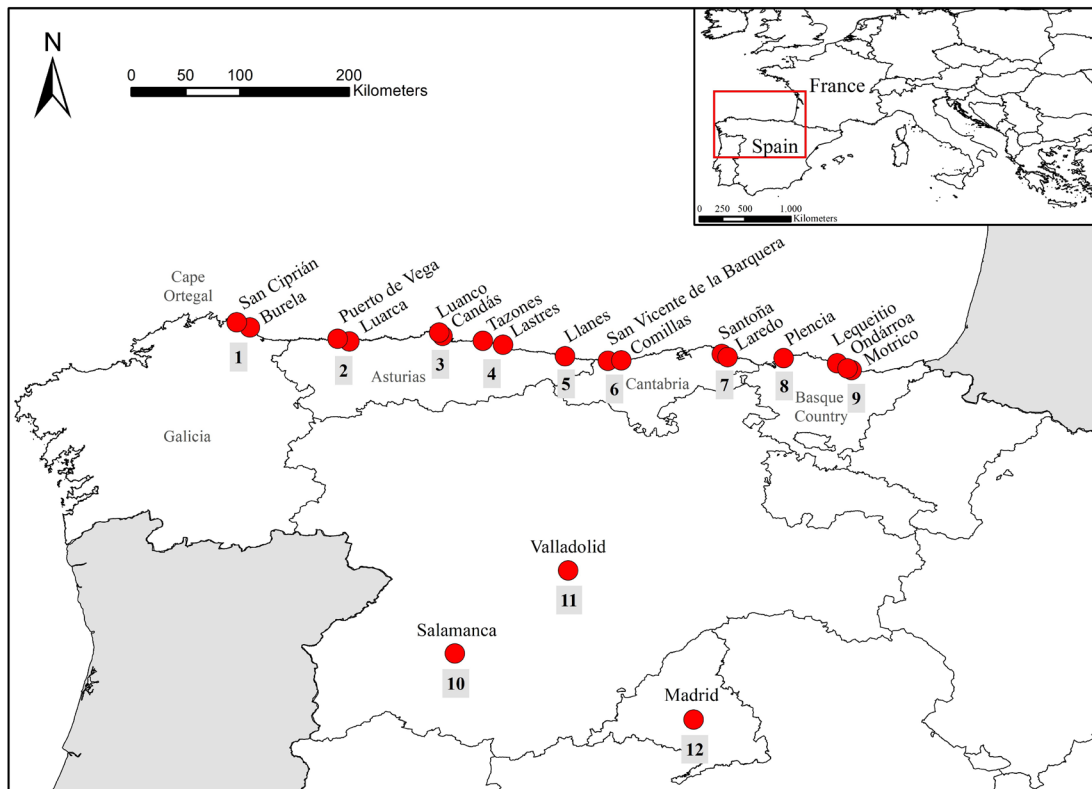 N
0 50 100 200
Kilometers
France
Spain
0 250 500 1.000
Kilometers
Cape
Ortegal
San Ciprián
Burela
Puerto de Vega
Luarca
Luanco
Candás
Tazones
Lastres
Llanes
San Vicente de la Barquera
Comillas
Santoña
Laredo
Plencia
Lequeitio
Ondárroa
Motrico
1
2
3
4
5
6
7
8
9
Asturias
Cantabria
Basque
Country
Galicia
Valladolid
11
Salamanca
10
Madrid
12